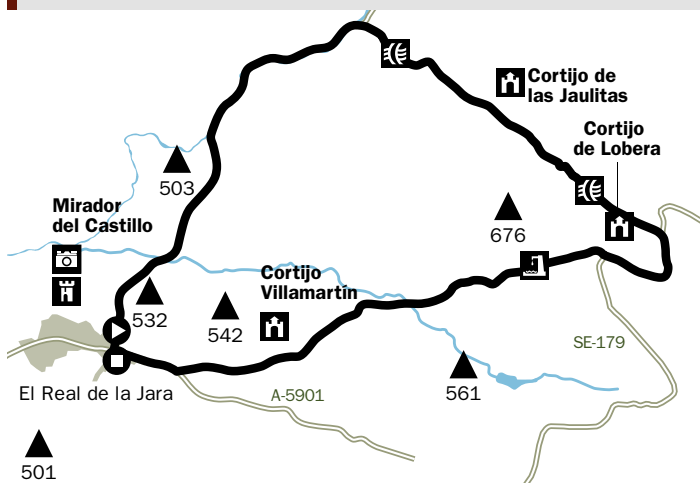 Cortijo de
las Jaulitas
Cortijo
de Lobera
503
Mirador
del Castillo
676
Cortijo
Villamartín
532
542
SE-179
El Real de la Jara
A-5901
561
501